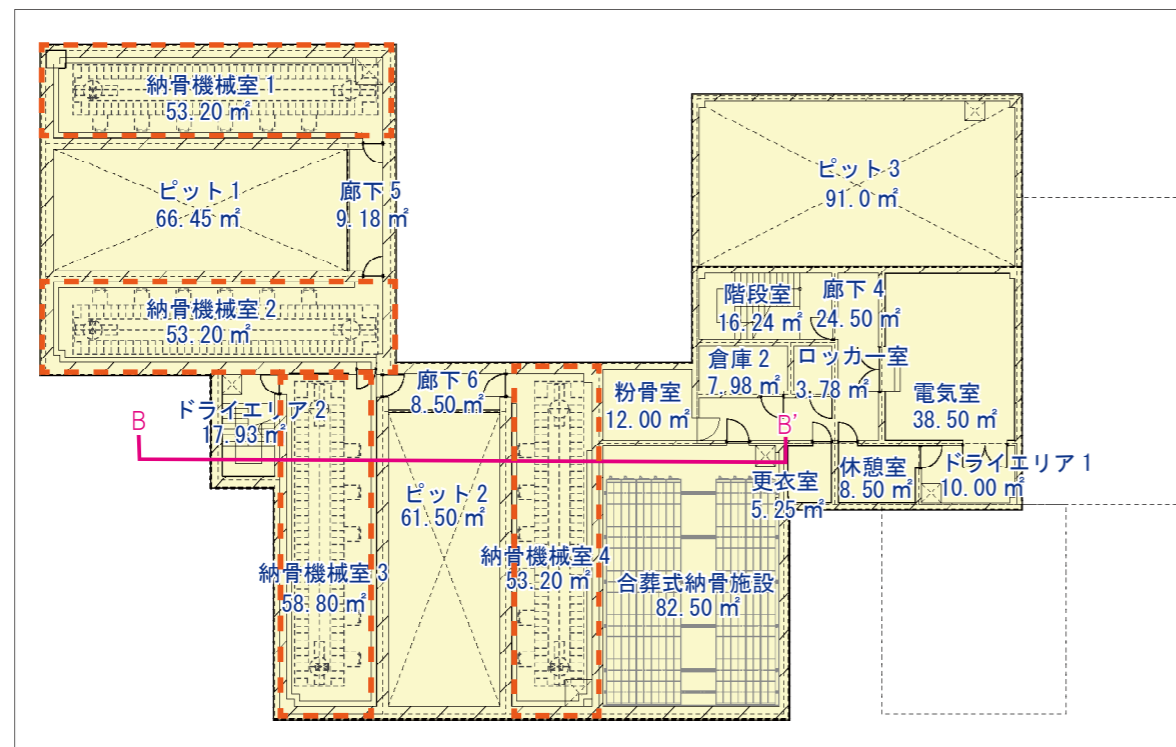 納骨機械室 1
53.20 ㎡
ピット 1
66.45 ㎡
廊下 5
9.18 ㎡
納骨機械室 2
53.20 ㎡
ピット 3
91.0 ㎡
階段室
16.24 ㎡
廊下 4
24.50 ㎡
倉庫 2
7.98 ㎡
ロッカー室
3.78 ㎡
電気室
38.50 ㎡
廊下 6
8.50 ㎡
粉骨室
12.00 ㎡
ドライエリア 2
17.93 ㎡
B
B'
更衣室
5.25 ㎡
休憩室
8.50 ㎡
ドライエリア 1
10.00 ㎡
ピット 2
61.50 ㎡
納骨機械室 3
58.80 ㎡
納骨機械室 4
53.20 ㎡
合葬式納骨施設
82.50 ㎡